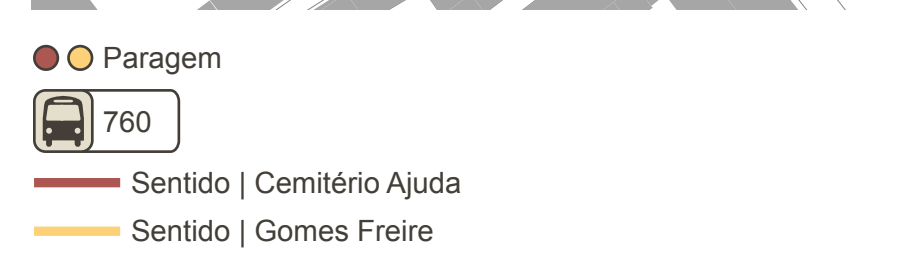 Paragem
760
Sentido | Cemitério Ajuda
Sentido | Gomes Freire